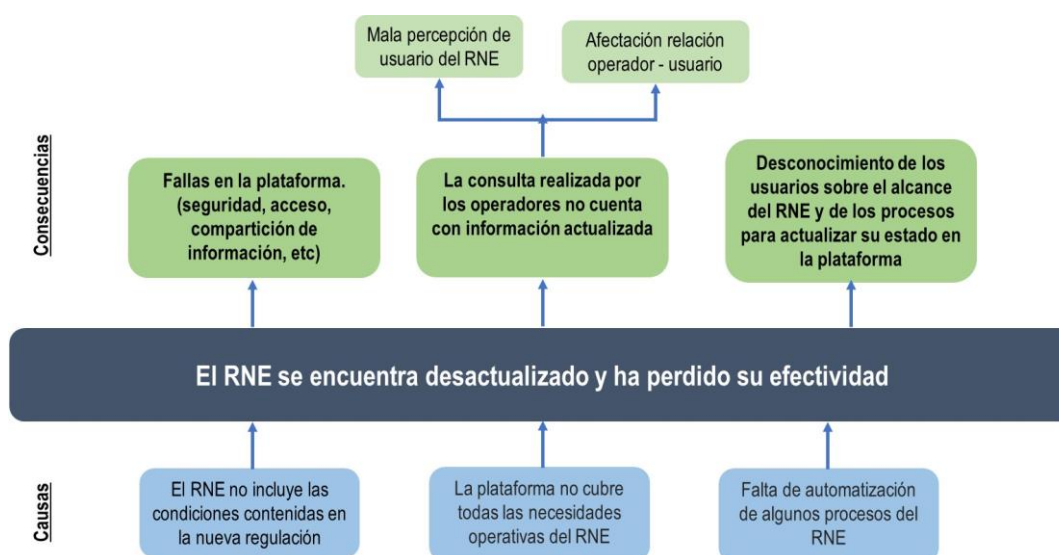 Mala percepción de
usuario del RNE
Afectación relación
operador - usuario
Consecuencias
Fallas en la plataforma.
(seguridad, acceso,
compartición de
información, etc)
La consulta realizada por
los operadores no cuenta
con información actualizada
Desconocimiento de los
usuarios sobre el alcance
del RNE y de los procesos
para actualizar su estado en
la plataforma
El RNE se encuentra desactualizado y ha perdido su efectividad
Causas
El RNE no incluye las
condiciones contenidas en
la nueva regulación
La plataforma no cubre
todas las necesidades
operativas del RNE
Falta de automatización
de algunos procesos del
RNE